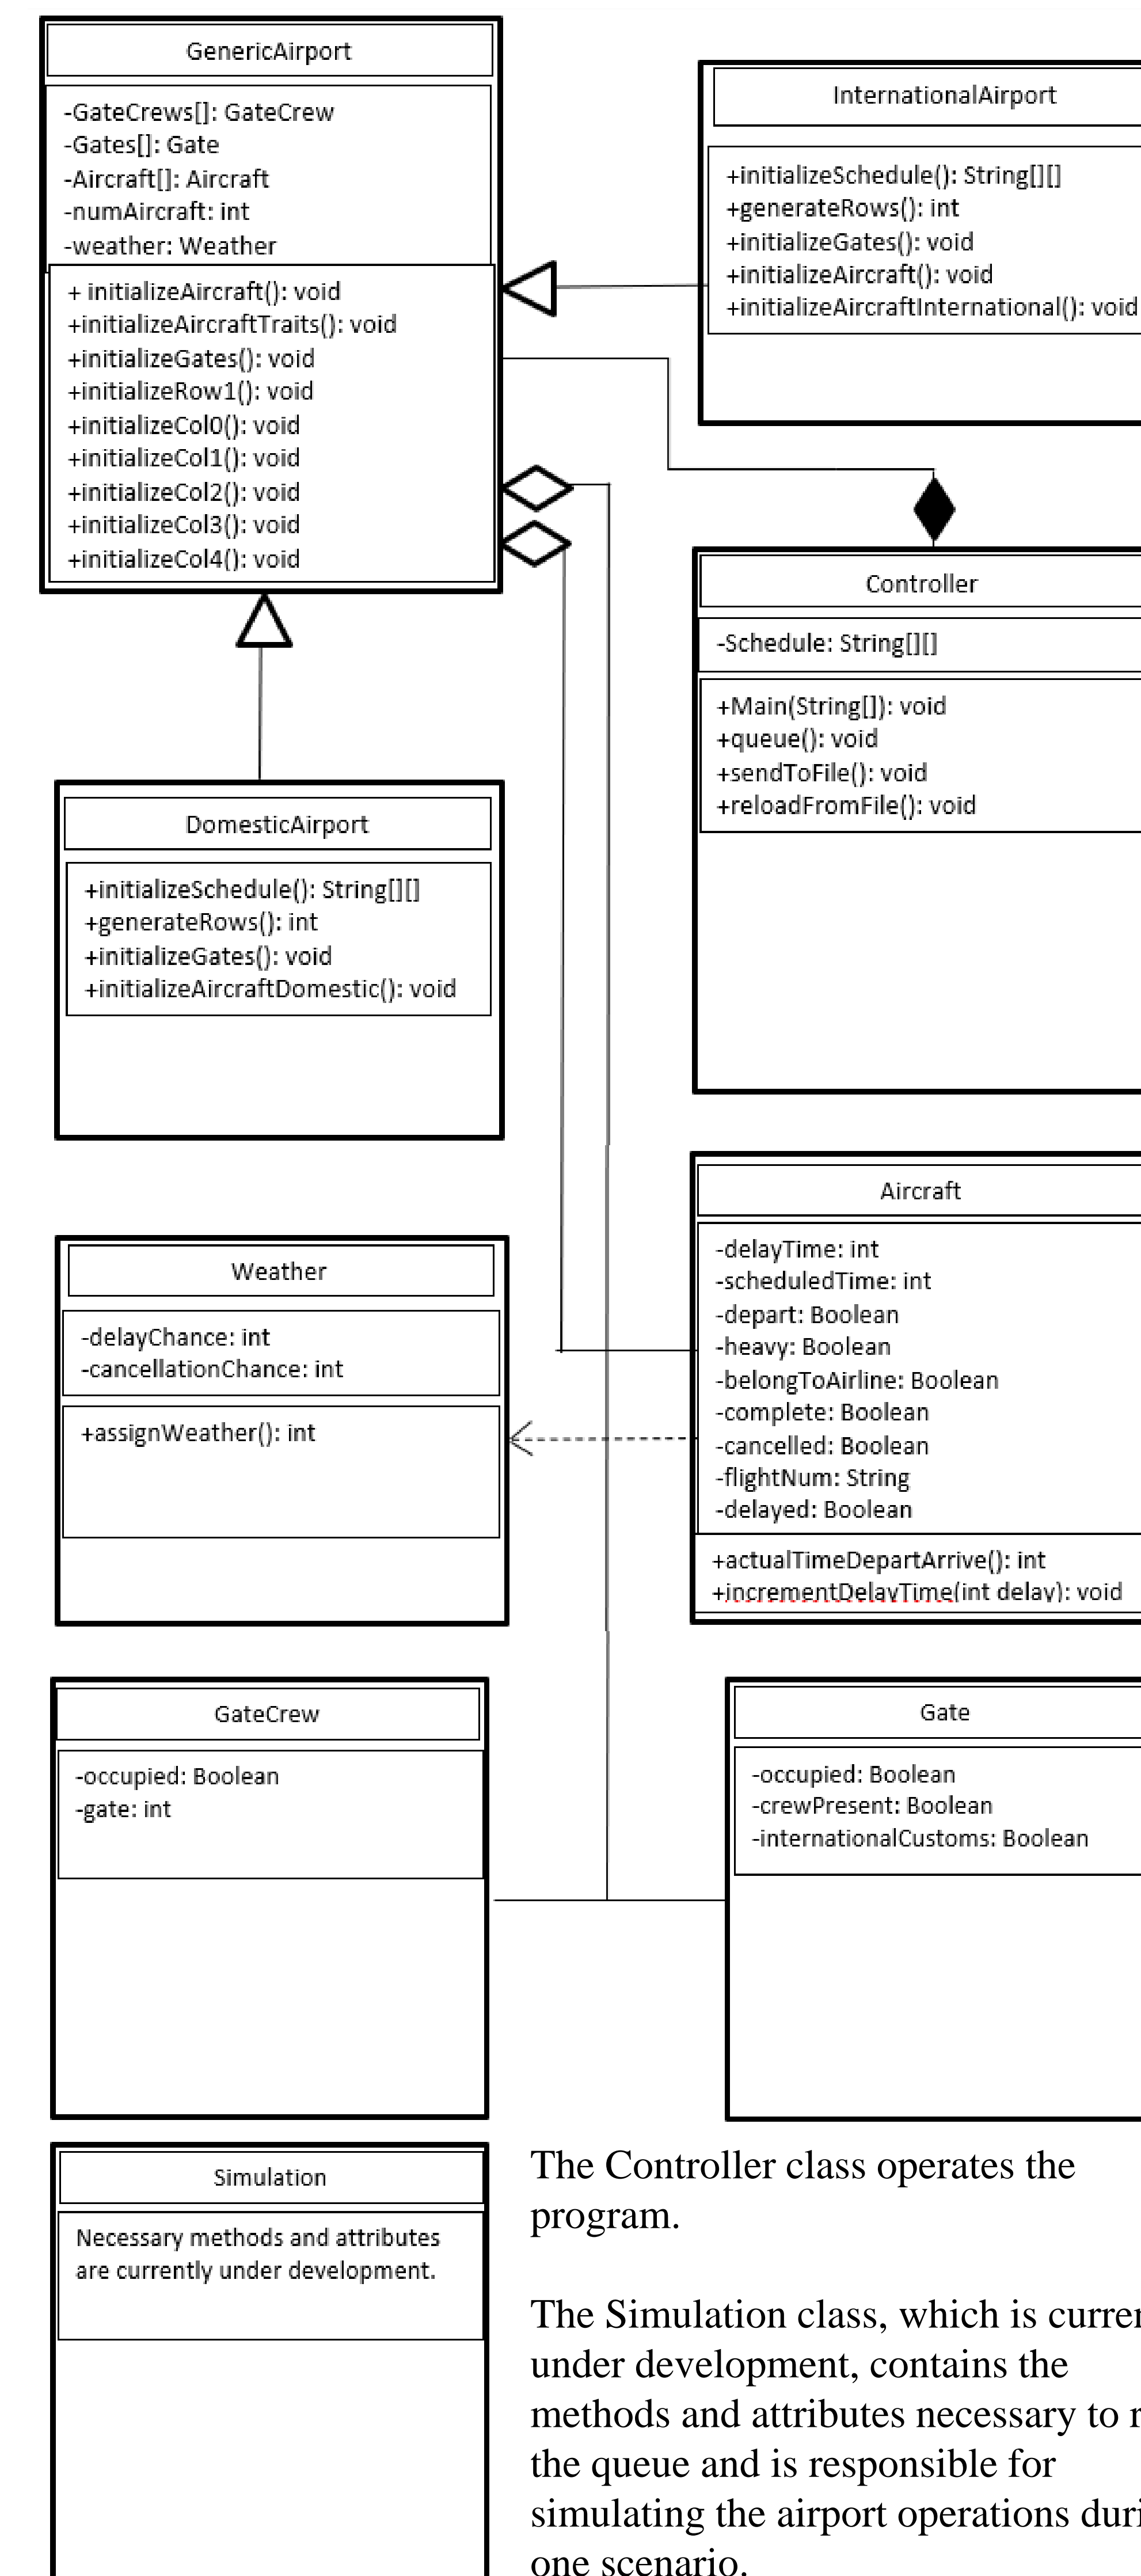 GenericAirport
-GateCrews[]: GateCrew
-Gates[]: Gate
-Aircraft[]: Aircraft
-numAircraft: int
-weather: Weather
+ initializeAircraft(): void
+initializeAircraftTraits(): void
+initializeGates(): void
+initializeRow1(): void
+initializeCol0(): void
+initializeCol1(): void
+initializeCol2(): void
+initializeCol3(): void
+initializeCol4(): void
InternationalAirport
+initializeSchedule(): String[][]
+generateRows(): int
+initializeGates(): void
+initializeAircraft(): void
+initializeAircraftInternational(): void
Controller
-Schedule: String[][]
+Main(String[]): void
+queue(): void
+sendToFile(): void
+reloadFromFile(): void
DomesticAirport
+initializeSchedule(): String[][]
+generateRows(): int
+initializeGates(): void
+initializeAircraftDomestic(): void
Aircraft
-delayTime: int
-scheduledTime: int
-depart: Boolean
-heavy: Boolean
-belongToAirline: Boolean
-complete: Boolean
-cancelled: Boolean
-flightNum: String
-delayed: Boolean
+actualTimeDepartArrive(): int
+incrementDelayTime(int delay): void
Weather
-delayChance: int
-cancellationChance: int
+assignWeather(): int
GateCrew
-occupied: Boolean
-gate: int
Gate
-occupied: Boolean
-crewPresent: Boolean
-internationalCustoms: Boolean
Simulation
Necessary methods and attributes
are currently under development.
The Controller class operates the
program.
The Simulation class, which is
under development, contains the
methods and attributes necessary to
the queue and is responsible for
simulating the airport operations
one scenario.